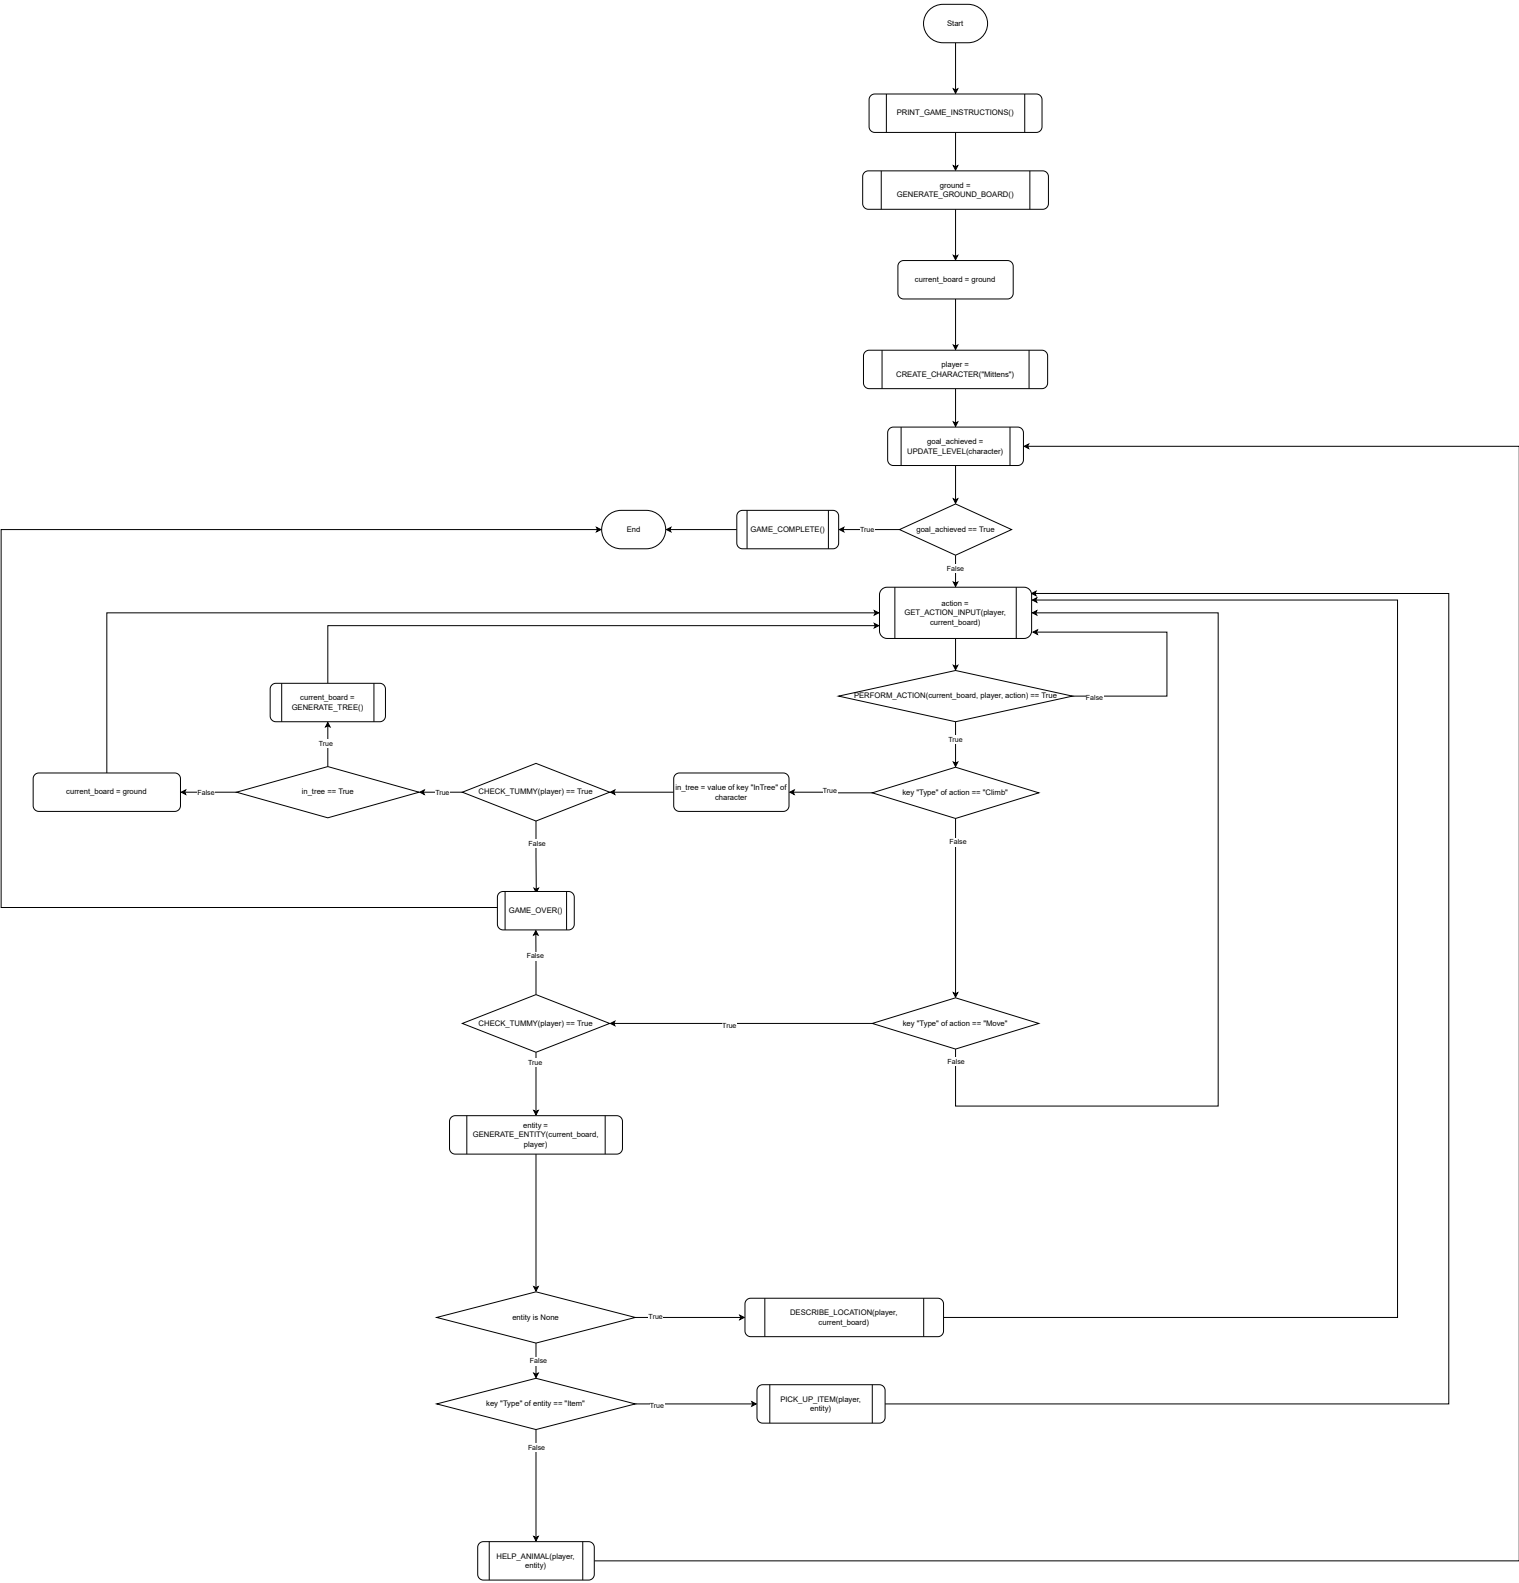 Start
PRINT_GAME_INSTRUCTIONS()
ground =
GENERATE_GROUND_BOARD()
current_board = ground
player =
CREATE_CHARACTER("Mittens")
goal_achieved =
UPDATE_LEVEL(character)
End
GAME_COMPLETE()
True
goal_achieved == True
False
action =
GET_ACTION_INPUT(player,
current_board)
PERFORM_ACTION(current_board, player, action) == True
False
current_board =
GENERATE_TREE()
True
True
current_board = ground
False
in_tree == True
True
CHECK_TUMMY(player) == True
in_tree = value of key "InTree" of
character
True
key "Type" of action == "Climb"
False
False
GAME_OVER()
False
CHECK_TUMMY(player) == True
True
key "Type" of action == "Move"
True
False
entity =
GENERATE_ENTITY(current_board,
player)
entity is None
True
DESCRIBE_LOCATION(player,
current_board)
False
key "Type" of entity == "Item"
True
PICK_UP_ITEM(player,
entity)
False
HELP_ANIMAL(player,
entity)